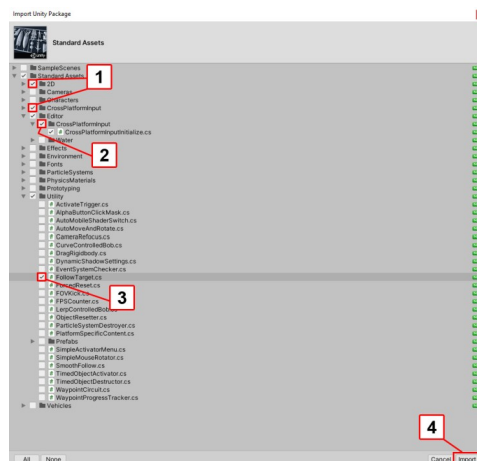 Import Unity Package
Standard Assets
SampleScenes
Standard Assets
1
2D
Cameras
Characters
CrossPlatformInput
Editor
CrossPlatformInput
CrossPlatformInputInitialize.cs
Water
2
Effects
Environment
Fonts
ParticleSystems
PhysicsMaterials
Prototyping
Utility
ActivateTrigger.cs
AlphaButtonClickMask.cs
AutoMobileShaderSwitch.cs
AutoMoveAndRotate.cs
CameraRefocus.cs
CurveControlledBob.cs
DragRigidbody.cs
DynamicShadowSettings.cs
EventSystemChecker.cs
FollowTarget.cs
ForcedReset.cs
FOVKick.cs
3
FPSCounter.cs
LerpControlledBob.cs
ObjectResetter.cs
ParticleSystemDestroyer.cs
PlatformSpecificContent.cs
Prefabs
SimpleActivatorMenu.cs
SimpleMouseRotator.cs
SmoothFollow.cs
TimedObjectActivator.cs
TimedObjectDestructor.cs
WaypointCircuit.cs
WaypointProgressTracker.cs
Vehicles
4
All None Cancel Import